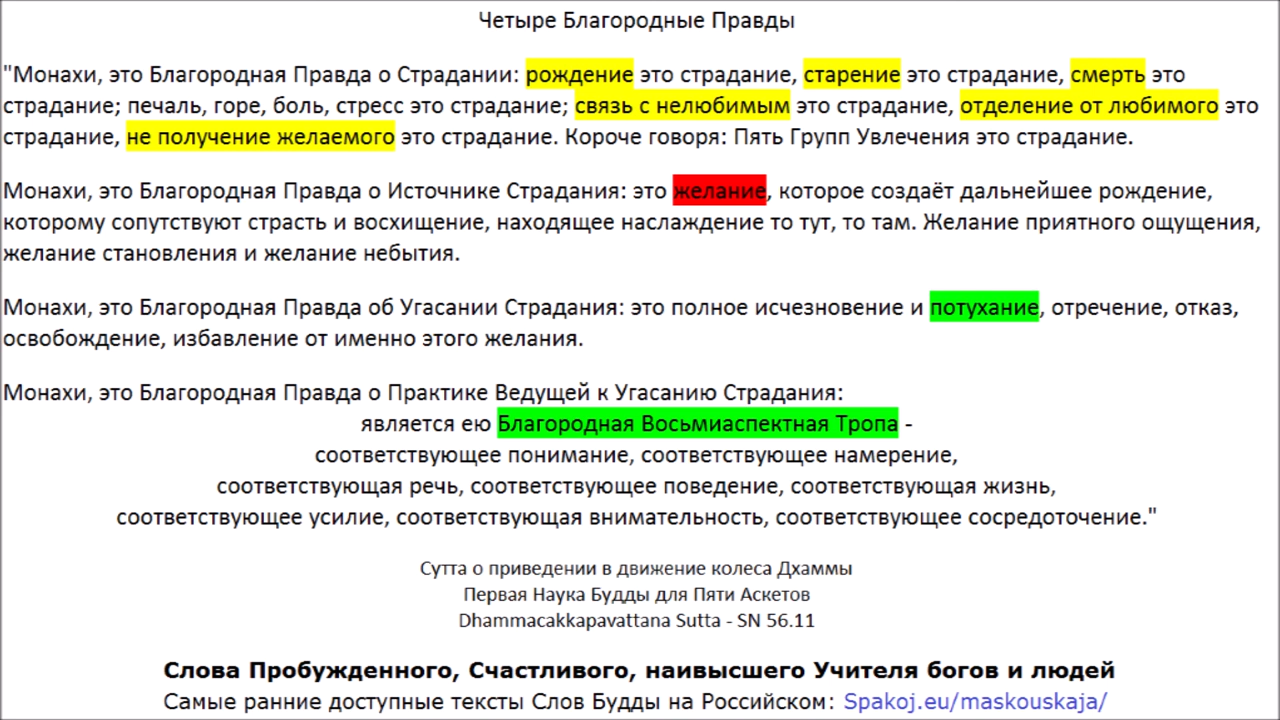 Четыре Благородные Правды
"Монахи, это Благородная Правда о Страдании: рождение это страдание, старение это страдание, смерть это
страдание; печаль, горе, боль, стресс это страдание; связь с нелюбимым это страдание, отделение от любимого это
страдание, не получение желаемого это страдание. Короче говоря: Пять Групп Увлечения это страдание.
Монахи, это Благородная Правда о Источнике Страдания: это желание, которое создаёт дальнейшее рождение,
которому сопутствуют страсть и восхищение, находящее наслаждение то тут, то там. Желание приятного ощущения,
желание становления и желание небытия.
Монахи, это Благородная Правда об Угасании Страдания: это полное исчезновение и потухание, отречение, отказ,
освобождение, избавление от именно этого желания.
Монахи, это Благородная Правда о Практике Ведущей к Угасанию Страдания:
является ею Благородная Восьмиаспектная Тропа -
соответствующее понимание, соответствующее намерение,
соответствующая речь, соответствующее поведение, соответствующая жизнь,
соответствующее усилие, соответствующая внимательность, соответствующее сосредоточение."
Сутта о приведении в движение колеса Дхаммы
Первая Наука Будды для Пяти Аскетов
Dhammacakkapavattana Sutta - SN 56.11
Слова Пробужденного, Счастливого, наивысшего Учителя богов и людей
Самые ранние доступные тексты Слов Будды на Российском: Spakoj.eu/maskouskaja/